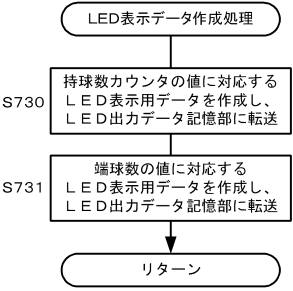 LED表示データ作成処理
S730
持球数カウンタの値に対応する
ＬＥＤ表示用データを作成し、
ＬＥＤ出力データ記憶部に転送
S731
端球数の値に対応する
ＬＥＤ表示用データを作成し、
ＬＥＤ出力データ記憶部に転送
リターン